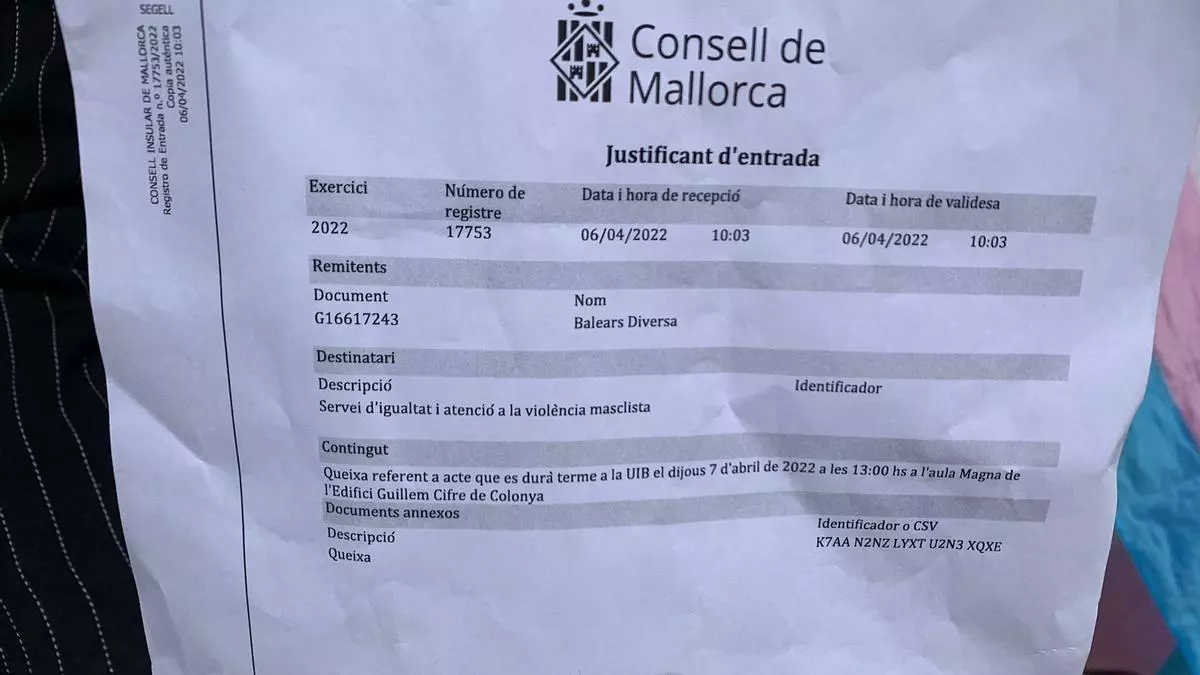 SEGELL
CONSELL INSULAR DE MALLORCA
Registro de Entrada n.º 17753/2022
Copia auténtica
06/04/2022 10:03
Consell de
Mallorca
Justificant d'entrada
Exercici Número de registre Data i hora de recepció Data i hora de validesa
2022 17753 06/04/2022 10:03 06/04/2022 10:03
Remitents
Document Nom
G16617243 Balears Diversa
Destinatari
Descripció Identificador
Servei d'igualtat i atenció a la violència masclista
Contingut
Queixa referent a acte que es durà terme a la UIB el dijous 7 d'abril de 2022 a les 13:00 hs a l'aula Magna de
l'Edifici Guillem Cifre de Colonya
Documents annexos
Descripció Identificador o CSV
Queixa K7AA N2NZ LYXT U2N3 XQXE